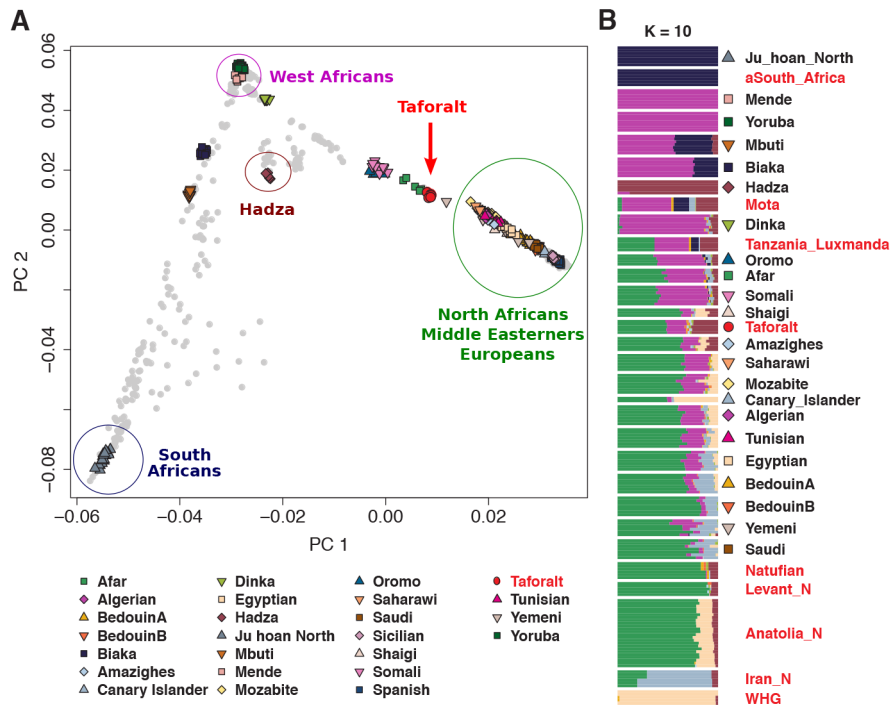 A
B
K = 10
0.06
0.04
0.02
0.00
−0.04
−0.08
PC 2
−0.06
−0.04
−0.02
0.00
0.02
PC 1
West Africans
Taforalt
Hadza
North Africans
Middle Easterners
Europeans
South
Africans
Afar
Algerian
BedouinA
BedouinB
Biaka
Amazighes
Canary Islander
Dinka
Egyptian
Hadza
Ju hoan North
Mbuti
Mende
Mozabite
Oromo
Saharawi
Saudi
Sicilian
Shaigi
Somali
Spanish
Taforalt
Tunisian
Yemeni
Yoruba
Ju_hoan_North
aSouth_Africa
Mende
Yoruba
Mbuti
Biaka
Hadza
Mota
Dinka
Tanzania_Luxmanda
Oromo
Afar
Somali
Shaigi
Taforalt
Amazighes
Saharawi
Mozabite
Canary_Islander
Algerian
Tunisian
Egyptian
BedouinA
BedouinB
Yemeni
Saudi
Natufian
Levant_N
Anatolia_N
Iran_N
WHG